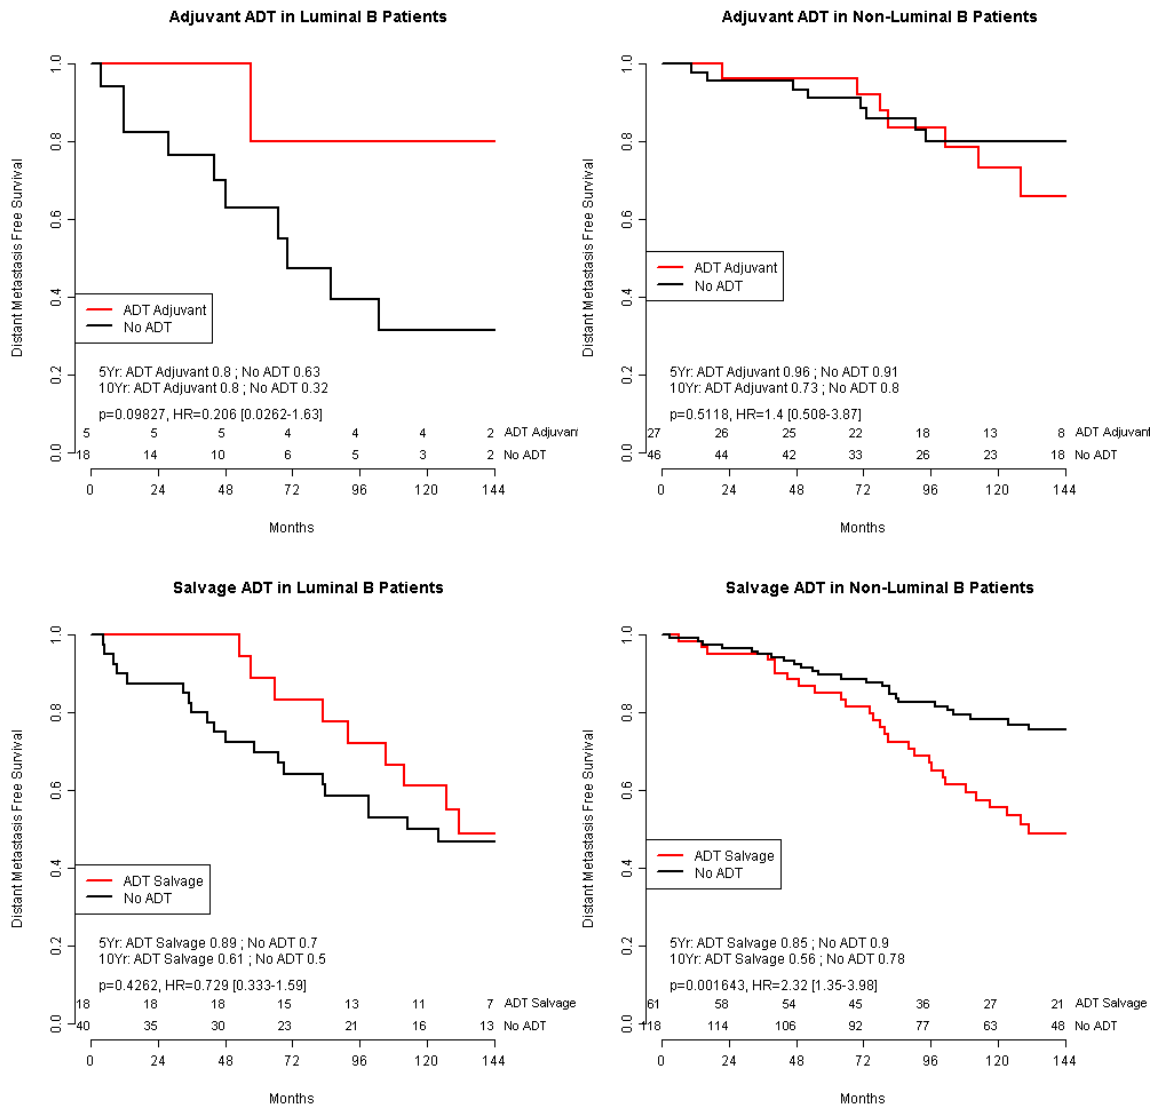 Adjuvant ADT in Luminal B Patients
Distant Metastasis Free Survival
1.0
0.8
0.6
0.4
0.2
0.0
ADT Adjuvant
No ADT
5Yr: ADT Adjuvant 0.8 ; No ADT 0.63
10Yr: ADT Adjuvant 0.8 ; No ADT 0.32
p=0.09827, HR=0.206 [0.0262-1.63]
5 5 5 4 4 4 2 ADT Adjuvant
18 14 10 6 5 3 2 No ADT
0 24 48 72 96 120 144
Months
Adjuvant ADT in Non-Luminal B Patients
Distant Metastasis Free Survival
1.0
0.8
0.6
0.4
0.2
0.0
ADT Adjuvant
No ADT
5Yr: ADT Adjuvant 0.96 ; No ADT 0.91
10Yr: ADT Adjuvant 0.73 ; No ADT 0.8
p=0.5118, HR=1.4 [0.508-3.87]
27 26 25 22 18 13 8 ADT Adjuvant
46 44 42 33 26 23 18 No ADT
0 24 48 72 96 120 144
Months
Salvage ADT in Luminal B Patients
Distant Metastasis Free Survival
1.0
0.8
0.6
0.4
0.2
0.0
ADT Salvage
No ADT
5Yr: ADT Salvage 0.89 ; No ADT 0.7
10Yr: ADT Salvage 0.61 ; No ADT 0.5
p=0.4262, HR=0.729 [0.333-1.59]
18 18 18 15 13 11 7 ADT Salvage
40 35 30 23 21 16 13 No ADT
0 24 48 72 96 120 144
Months
Salvage ADT in Non-Luminal B Patients
Distant Metastasis Free Survival
1.0
0.8
0.6
0.4
0.2
0.0
ADT Salvage
No ADT
5Yr: ADT Salvage 0.85 ; No ADT 0.9
10Yr: ADT Salvage 0.56 ; No ADT 0.78
p=0.001643, HR=2.32 [1.35-3.98]
61 58 54 45 36 27 21 ADT Salvage
118 114 106 92 77 63 48 No ADT
0 24 48 72 96 120 144
Months